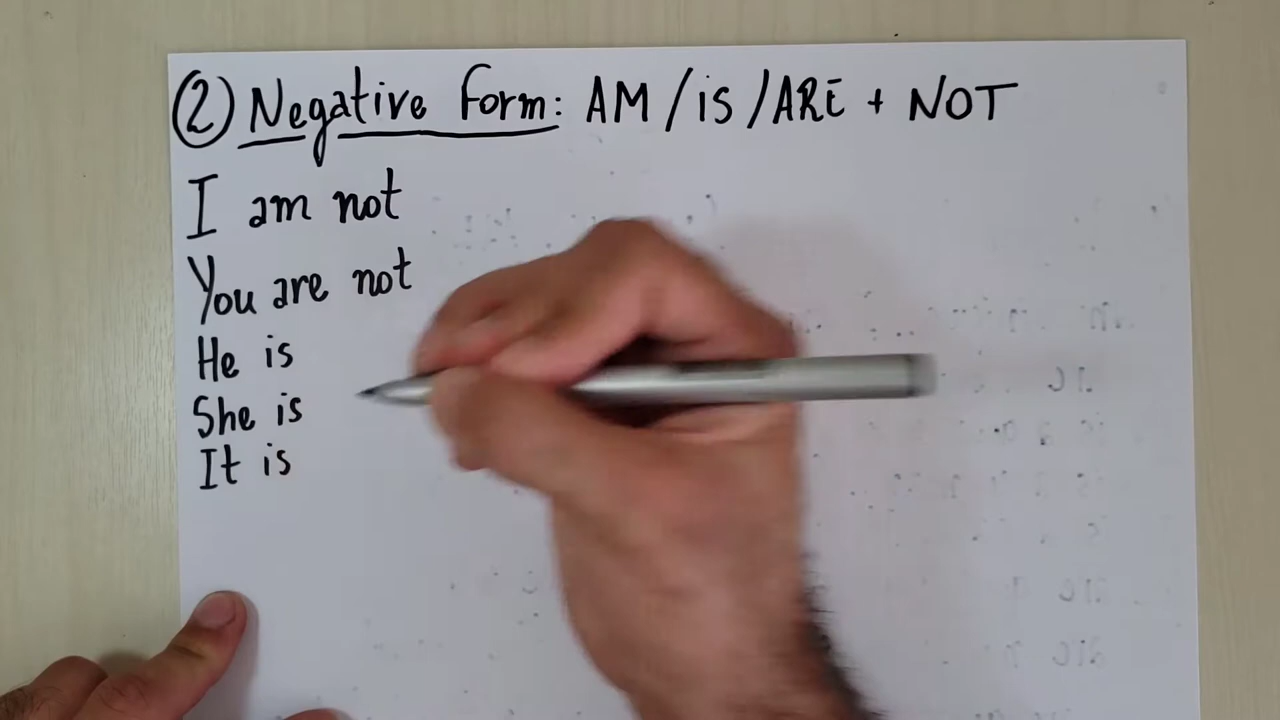 ② Negative form: AM / iS / ARE + NOT
I am not
You are not
He is
She is
It is